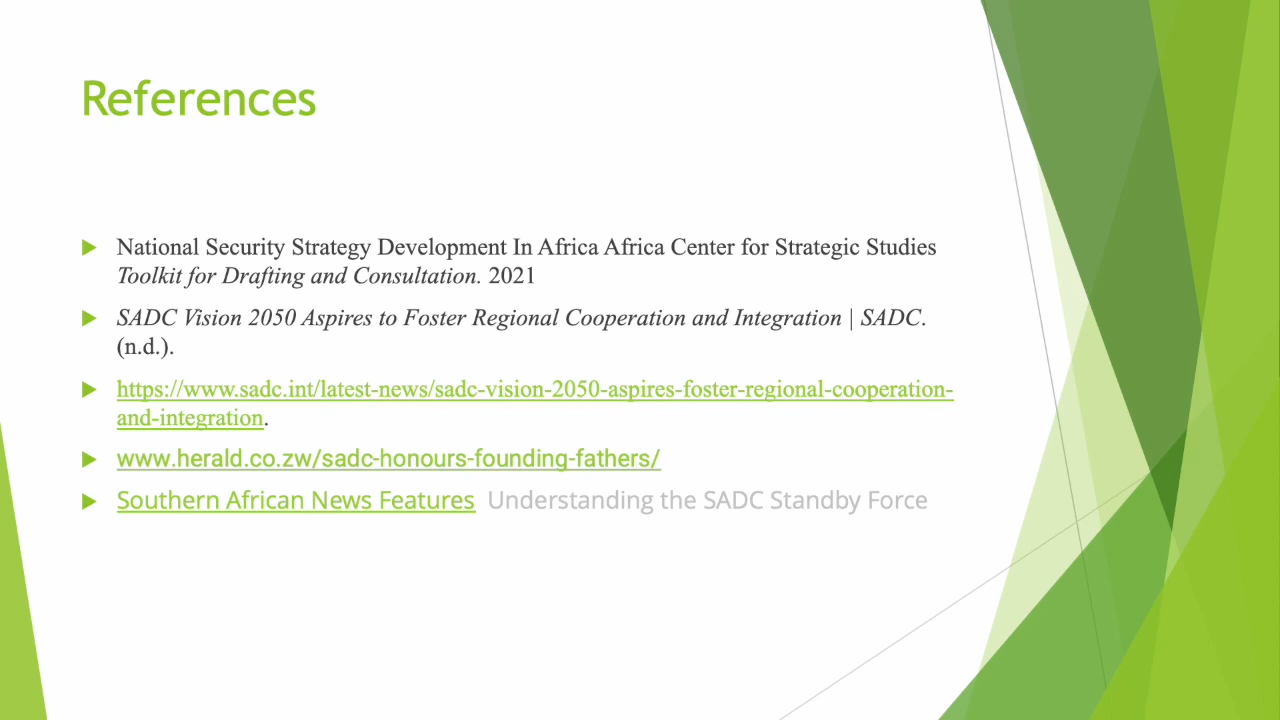 References
National Security Strategy Development In Africa Africa Center for Strategic Studies
Toolkit for Drafting and Consultation. 2021
SADC Vision 2050 Aspires to Foster Regional Cooperation and Integration | SADC.
(n.d.).
https://www.sadc.int/latest-news/sadc-vision-2050-aspires-foster-regional-cooperation-
and-integration.
www.herald.co.zw/sadc-honours-founding-fathers/
Southern African News Features Understanding the SADC Standby Force